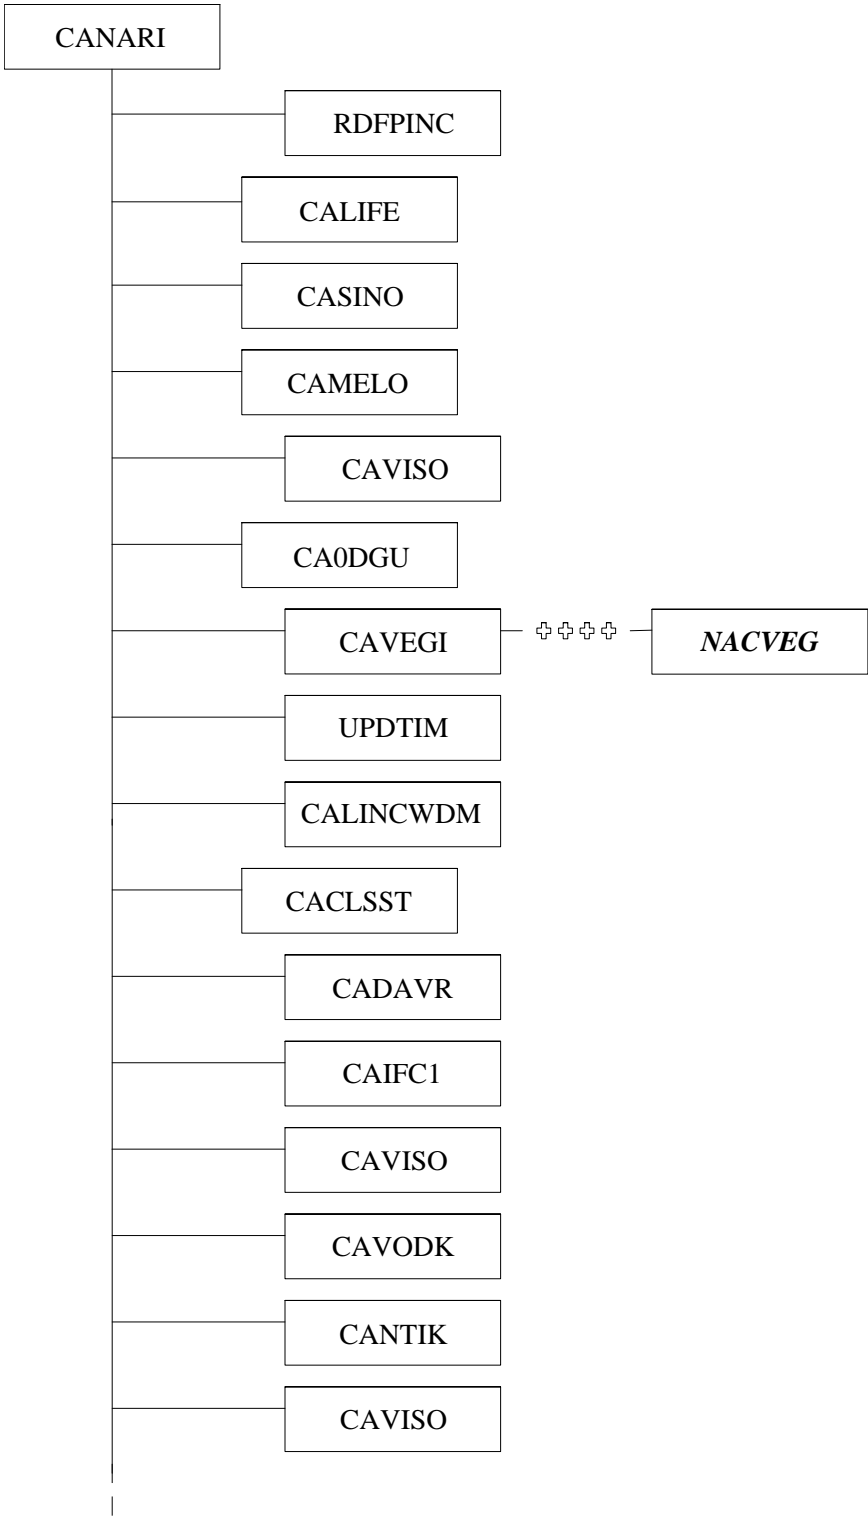 CANARI
RDFPINC
CALIFE
CASINO
CAMELO
CAVISO
CA0DGU
CAVEGI
NACVEG
UPDTIM
CALINCWDM
CACLSST
CADAVR
CAIFC1
CAVISO
CAVODK
CANTIK
CAVISO